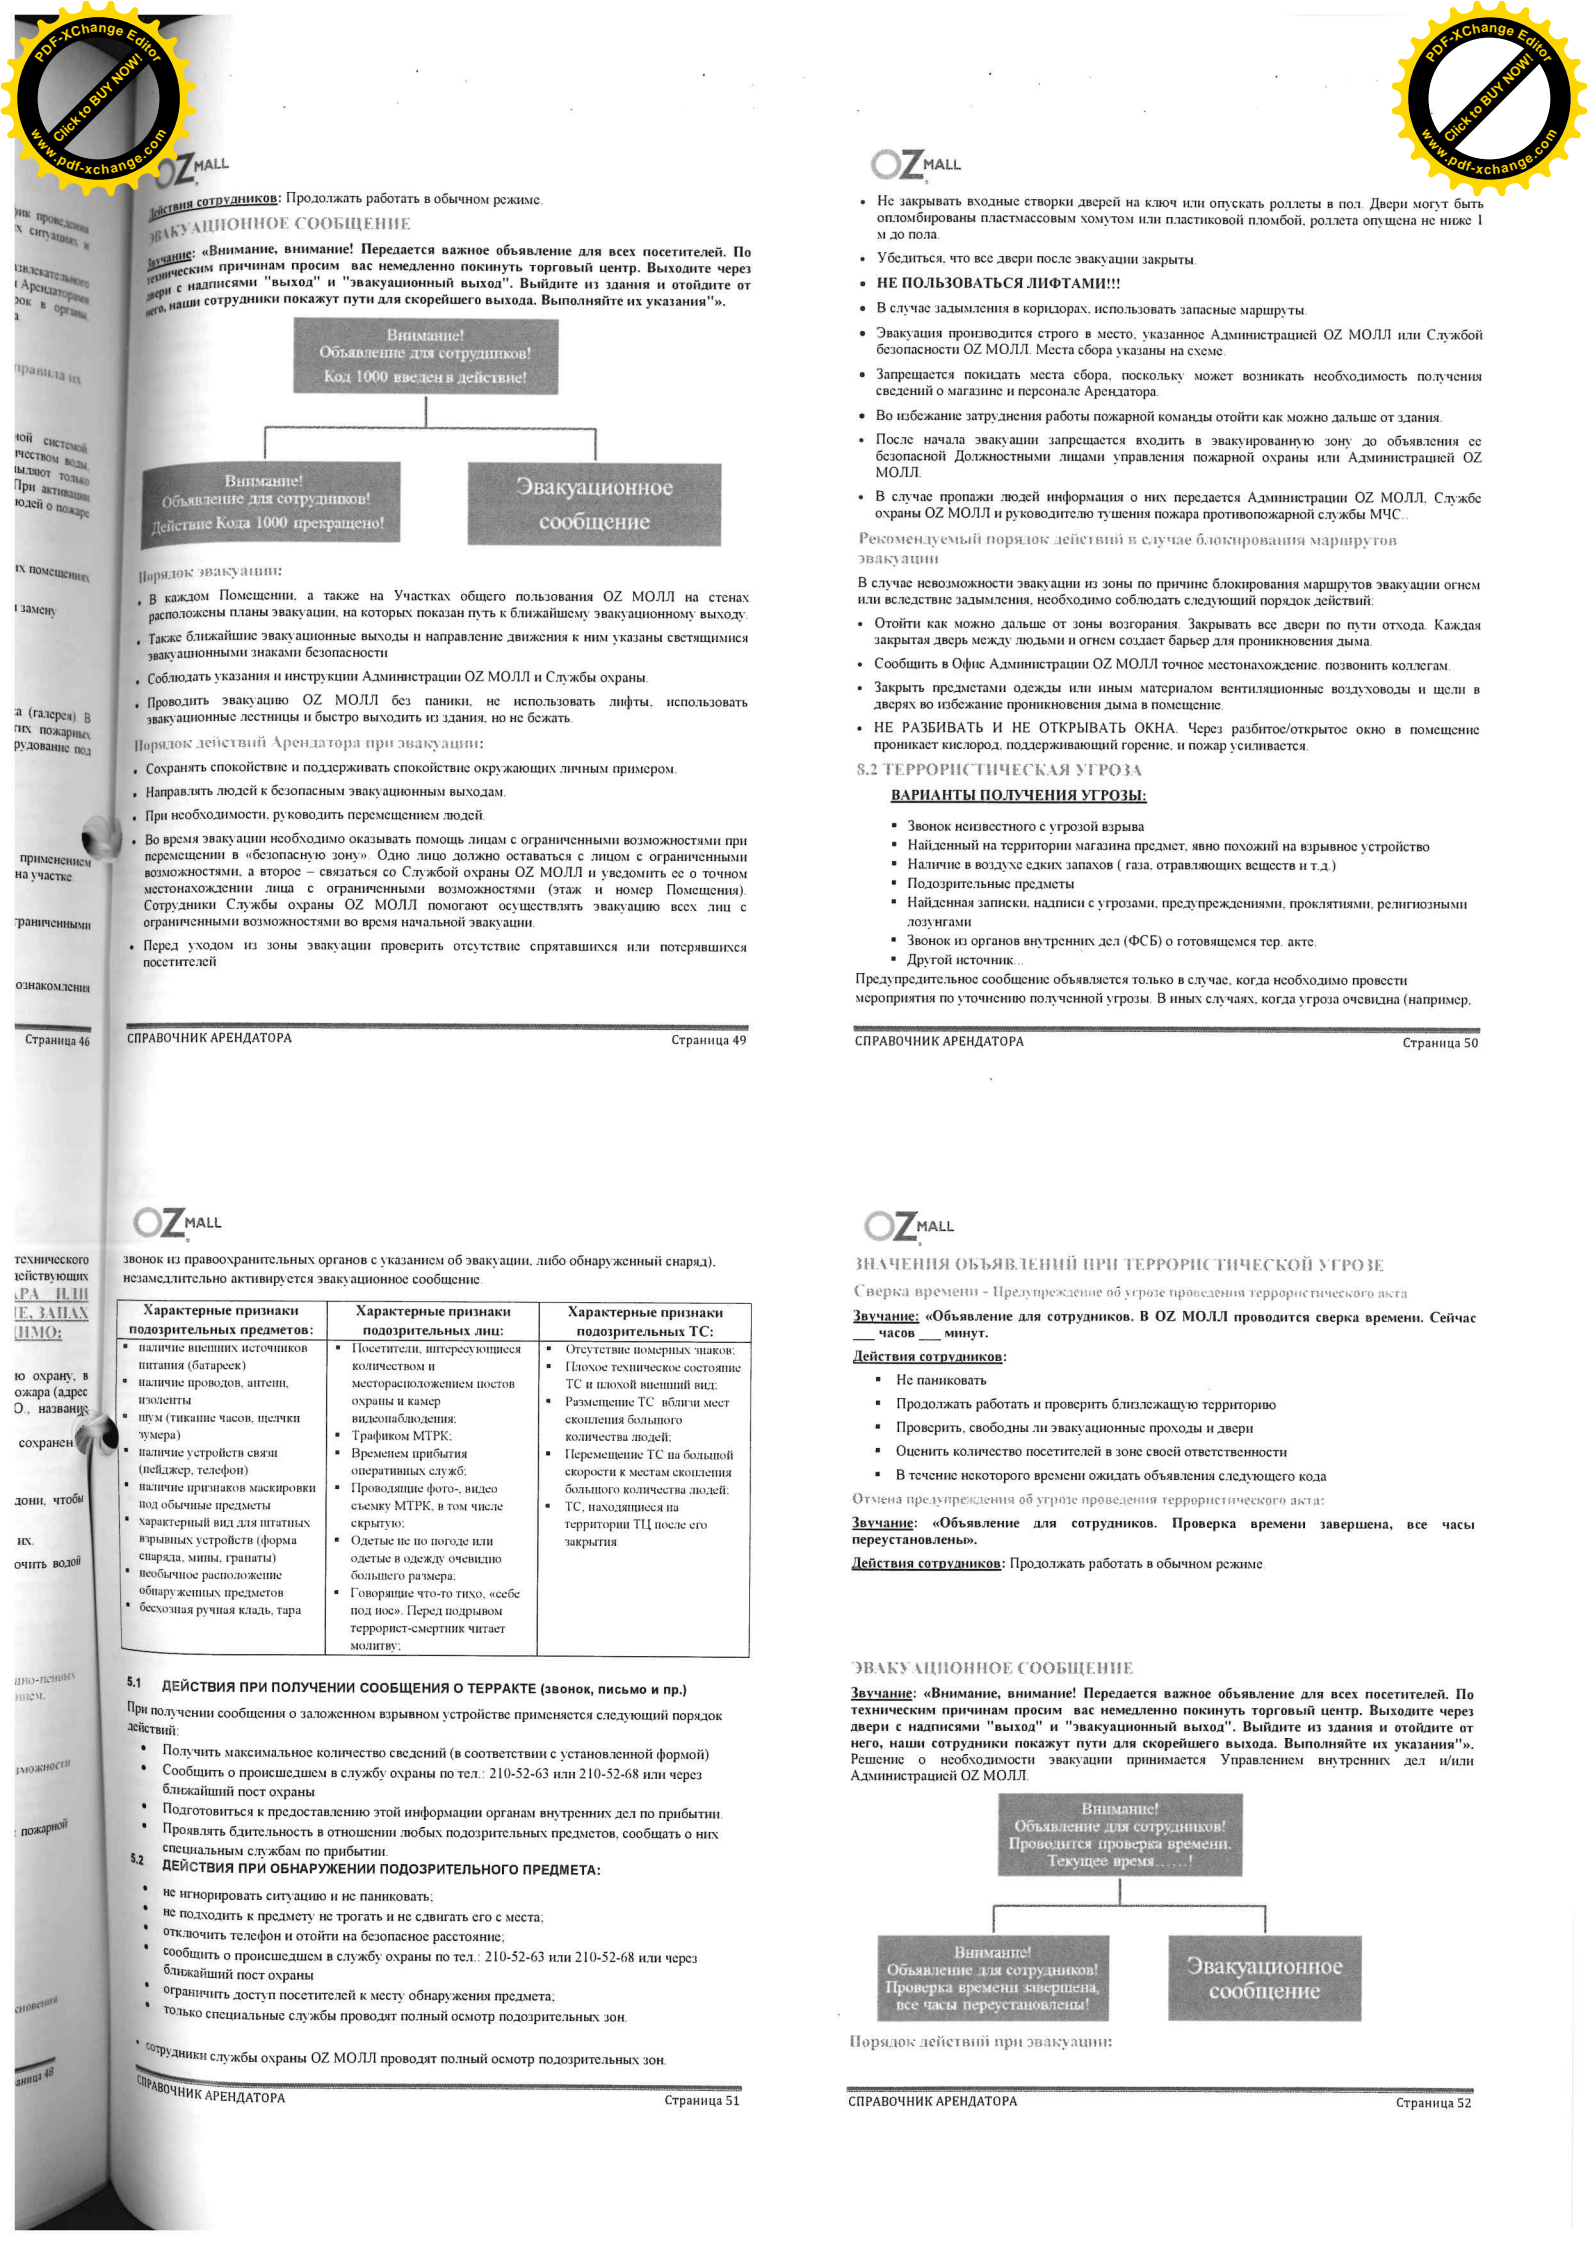 OZ MALL
Действия сотрудников: Продолжать работать в обычном режиме.
ЭВАКУАЦИОННОЕ СООБЩЕНИЕ
Звучание: «Внимание, внимание! Передается важное объявление для всех посетителей. По
техническим причинам просим вас немедленно покинуть торговый центр. Выходите через
двери с надписями "выход" и "эвакуационный выход". Выйдите из здания и отойдите от
него, наши сотрудники покажут пути для скорейшего выхода. Выполняйте их указания"».
Внимание!
Объявление для сотрудников!
Код 1000 введен в действие!
Внимание!
Объявление для сотрудников!
Действие Кода 1000 прекращено!
Эвакуационное
сообщение
Порядок эвакуации:
• В каждом Помещении, а также на Участках общего пользования OZ МОЛЛ на стенах
расположены планы эвакуации, на которых показан путь к ближайшему эвакуационному выходу.
• Также ближайшие эвакуационные выходы и направление движения к ним указаны светящимися
эвакуационными знаками безопасности
• Соблюдать указания и инструкции Администрации OZ МОЛЛ и Службы охраны.
• Проводить эвакуацию OZ МОЛЛ без паники, не использовать лифты, использовать
эвакуационные лестницы и быстро выходить из здания, но не бежать.
Порядок действий Арендатора при эвакуации:
• Сохранять спокойствие и поддерживать спокойствие окружающих личным примером.
• Направлять людей к безопасным эвакуационным выходам.
• При необходимости, руководить перемещением людей.
• Во время эвакуации необходимо оказывать помощь лицам с ограниченными возможностями при
перемещении в «безопасную зону». Одно лицо должно оставаться с лицом с ограниченными
возможностями, а второе – связаться со Службой охраны OZ МОЛЛ и уведомить ее о точном
местонахождении лица с ограниченными возможностями (этаж и номер Помещения).
Сотрудники Службы охраны OZ МОЛЛ помогают осуществлять эвакуацию всех лиц с
ограниченными возможностями во время начальной эвакуации.
• Перед уходом из зоны эвакуации проверить отсутствие спрятавшихся или потерявшихся
посетителей
СПРАВОЧНИК АРЕНДАТОРА Страница 49
OZ MALL
• Не закрывать входные створки дверей на ключ или опускать роллеты в пол. Двери могут быть
опломбированы пластмассовым хомутом или пластиковой пломбой, роллета опущена не ниже 1
м до пола.
• Убедиться, что все двери после эвакуации закрыты.
• НЕ ПОЛЬЗОВАТЬСЯ ЛИФТАМИ!!!
• В случае задымления в коридорах, использовать запасные маршруты.
• Эвакуация производится строго в место, указанное Администрацией OZ МОЛЛ или Службой
безопасности OZ МОЛЛ. Места сбора указаны на схеме.
• Запрещается покидать места сбора, поскольку может возникать необходимость получения
сведений о магазине и персонале Арендатора.
• Во избежание затруднения работы пожарной команды отойти как можно дальше от здания.
• После начала эвакуации запрещается входить в эвакуированную зону до объявления ее
безопасной Должностными лицами управления пожарной охраны или Администрацией OZ
МОЛЛ.
• В случае пропажи людей информация о них передается Администрации OZ МОЛЛ, Службе
охраны OZ МОЛЛ и руководителю тушения пожара противопожарной службы МЧС..
Рекомендуемый порядок действий в случае блокирования маршрутов
эвакуации
В случае невозможности эвакуации из зоны по причине блокирования маршрутов эвакуации огнем
или вследствие задымления, необходимо соблюдать следующий порядок действий:
• Отойти как можно дальше от зоны возгорания. Закрывать все двери по пути отхода. Каждая
закрытая дверь между людьми и огнем создает барьер для проникновения дыма.
• Сообщить в Офис Администрации OZ МОЛЛ точное местонахождение, позвонить коллегам.
• Закрыть предметами одежды или иным материалом вентиляционные воздуховоды и щели в
дверях во избежание проникновения дыма в помещение.
• НЕ РАЗБИВАТЬ И НЕ ОТКРЫВАТЬ ОКНА. Через разбитое/открытое окно в помещение
проникает кислород, поддерживающий горение, и пожар усиливается.
8.2 ТЕРРОРИСТИЧЕСКАЯ УГРОЗА
ВАРИАНТЫ ПОЛУЧЕНИЯ УГРОЗЫ:
▪ Звонок неизвестного с угрозой взрыва
▪ Найденный на территории магазина предмет, явно похожий на взрывное устройство
▪ Наличие в воздухе едких запахов ( газа, отравляющих веществ и т.д.)
▪ Подозрительные предметы
▪ Найденная записки, надписи с угрозами, предупреждениями, проклятиями, религиозными
лозунгами
▪ Звонок из органов внутренних дел (ФСБ) о готовящемся тер. акте.
▪ Другой источник...
Предупредительное сообщение объявляется только в случае, когда необходимо провести
мероприятия по уточнению полученной угрозы. В иных случаях, когда угроза очевидна (например,
СПРАВОЧНИК АРЕНДАТОРА Страница 50
OZ MALL
звонок из правоохранительных органов с указанием об эвакуации, либо обнаруженный снаряд),
незамедлительно активируется эвакуационное сообщение.
Характерные признаки
подозрительных предметов:
▪ наличие внешних источников
питания (батареек)
▪ наличие проводов, антенн,
изоленты
▪ шум (тикание часов, щелчки
зумера)
▪ наличие устройств связи
(пейджер, телефон)
▪ наличие признаков маскировки
под обычные предметы
▪ характерный вид для штатных
взрывных устройств (форма
снаряда, мины, гранаты)
▪ необычное расположение
обнаруженных предметов
▪ бесхозная ручная кладь, тара
Характерные признаки
подозрительных лиц:
▪ Посетители, интересующиеся
количеством и
месторасположением постов
охраны и камер
видеонаблюдения;
▪ Трафиком МТРК;
▪ Временем прибытия
оперативных служб;
▪ Проводящие фото-, видео
съемку МТРК, в том числе
скрытую;
▪ Одетые не по погоде или
одетые в одежду очевидно
большего размера;
▪ Говорящие что-то тихо, «себе
под нос». Перед подрывом
террорист-смертник читает
молитву;
Характерные признаки
подозрительных ТС:
▪ Отсутствие номерных знаков;
▪ Плохое техническое состояние
ТС и плохой внешний вид;
▪ Размещение ТС вблизи мест
скопления большого
количества людей;
▪ Перемещение ТС на большой
скорости к местам скопления
большого количества людей;
▪ ТС, находящиеся на
территории ТЦ после его
закрытия
5.1 ДЕЙСТВИЯ ПРИ ПОЛУЧЕНИИ СООБЩЕНИЯ О ТЕРРАКТЕ (звонок, письмо и пр.)
При получении сообщения о заложенном взрывном устройстве применяется следующий порядок
действий:
• Получить максимальное количество сведений (в соответствии с установленной формой)
• Сообщить о происшедшем в службу охраны по тел.: 210-52-63 или 210-52-68 или через
ближайший пост охраны
• Подготовиться к предоставлению этой информации органам внутренних дел по прибытии.
• Проявлять бдительность в отношении любых подозрительных предметов, сообщать о них
специальным службам по прибытии.
5.2 ДЕЙСТВИЯ ПРИ ОБНАРУЖЕНИИ ПОДОЗРИТЕЛЬНОГО ПРЕДМЕТА:
• не игнорировать ситуацию и не паниковать;
• не подходить к предмету не трогать и не сдвигать его с места;
• отключить телефон и отойти на безопасное расстояние;
• сообщить о происшедшем в службу охраны по тел.: 210-52-63 или 210-52-68 или через
ближайший пост охраны
• ограничить доступ посетителей к месту обнаружения предмета;
• только специальные службы проводят полный осмотр подозрительных зон.
• сотрудники службы охраны OZ МОЛЛ проводят полный осмотр подозрительных зон.
СПРАВОЧНИК АРЕНДАТОРА Страница 51
OZ MALL
ЗНАЧЕНИЯ ОБЪЯВЛЕНИЙ ПРИ ТЕРРОРИСТИЧЕСКОЙ УГРОЗЕ
Сверка времени - Предупреждение об угрозе проведения террористического акта
Звучание: «Объявление для сотрудников. В OZ МОЛЛ проводится сверка времени. Сейчас
___ часов ___ минут.
Действия сотрудников:
▪ Не паниковать
▪ Продолжать работать и проверить близлежащую территорию
▪ Проверить, свободны ли эвакуационные проходы и двери
▪ Оценить количество посетителей в зоне своей ответственности
▪ В течение некоторого времени ожидать объявления следующего кода
Отмена предупреждения об угрозе проведения террористического акта:
Звучание: «Объявление для сотрудников. Проверка времени завершена, все часы
переустановлены».
Действия сотрудников: Продолжать работать в обычном режиме.
ЭВАКУАЦИОННОЕ СООБЩЕНИЕ
Звучание: «Внимание, внимание! Передается важное объявление для всех посетителей. По
техническим причинам просим вас немедленно покинуть торговый центр. Выходите через
двери с надписями "выход" и "эвакуационный выход". Выйдите из здания и отойдите от
него, наши сотрудники покажут пути для скорейшего выхода. Выполняйте их указания"».
Решение о необходимости эвакуации принимается Управлением внутренних дел и/или
Администрацией OZ МОЛЛ.
Внимание!
Объявление для сотрудников!
Проводится проверка времени.
Текущее время......!
Внимание!
Объявление для сотрудников!
Проверка времени завершена,
все часы переустановлены!
Эвакуационное
сообщение
Порядок действий при эвакуации:
СПРАВОЧНИК АРЕНДАТОРА Страница 52
Страница 46
PDF-XChange Editor
Click to BUY NOW!
www.pdf-xchange.com
PDF-XChange Editor
Click to BUY NOW!
www.pdf-xchange.com